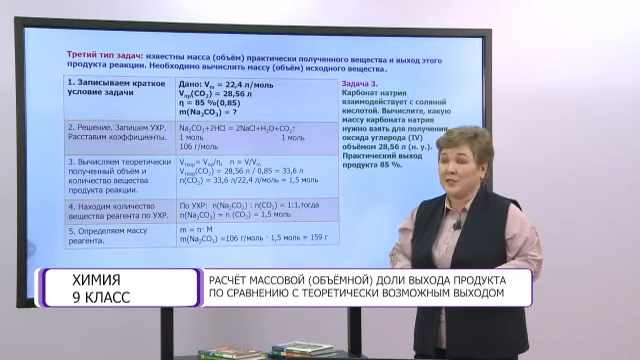 Третий тип задач: известны масса (объём) практически полученного вещества и выход этого
продукта реакции. Необходимо вычислить массу (объём) исходного вещества.
1. Записываем краткое
условие задачи
Дано: Vm = 22,4 л/моль
Vпр(CO2) = 28,56 л
η = 85 %(0,85)
m(Na2CO3) = ?
2. Решение. Запишем УХР.
Расставим коэффициенты.
Na2CO3+2HCl = 2NaCl+H2O+CO2↑
1 моль 1 моль
106 г/моль
3. Вычисляем теоретически
полученный объём и
количество вещества
продукта реакции.
Vтеор= Vпр/η, n = V/Vm
Vтеор(CO2) = 28,56 л / 0,85 = 33,6 л
n(CO2) = 33,6 л/22,4 л/моль = 1,5 моль
4. Находим количество
вещества реагента по УХР.
По УХР: n(Na2CO3) : n(CO2) = 1:1,тогда
n(Na2CO3) = n (CO2) = 1,5 моль
5. Определяем массу
реагента.
m = n· M
m(Na2CO3) =106 г/моль · 1,5 моль = 159 г
Задача 3.
Карбонат натрия
взаимодействует с соляной
кислотой. Вычислите, какую
массу карбоната натрия
нужно взять для получения
оксида углерода (IV)
объёмом 28,56 л (н. у.).
Практический выход
продукта 85 %.
ХИМИЯ
9 КЛАСС
РАСЧЁТ МАССОВОЙ (ОБЪЁМНОЙ) ДОЛИ ВЫХОДА ПРОДУКТА
ПО СРАВНЕНИЮ С ТЕОРЕТИЧЕСКИ ВОЗМОЖНЫМ ВЫХОДОМ